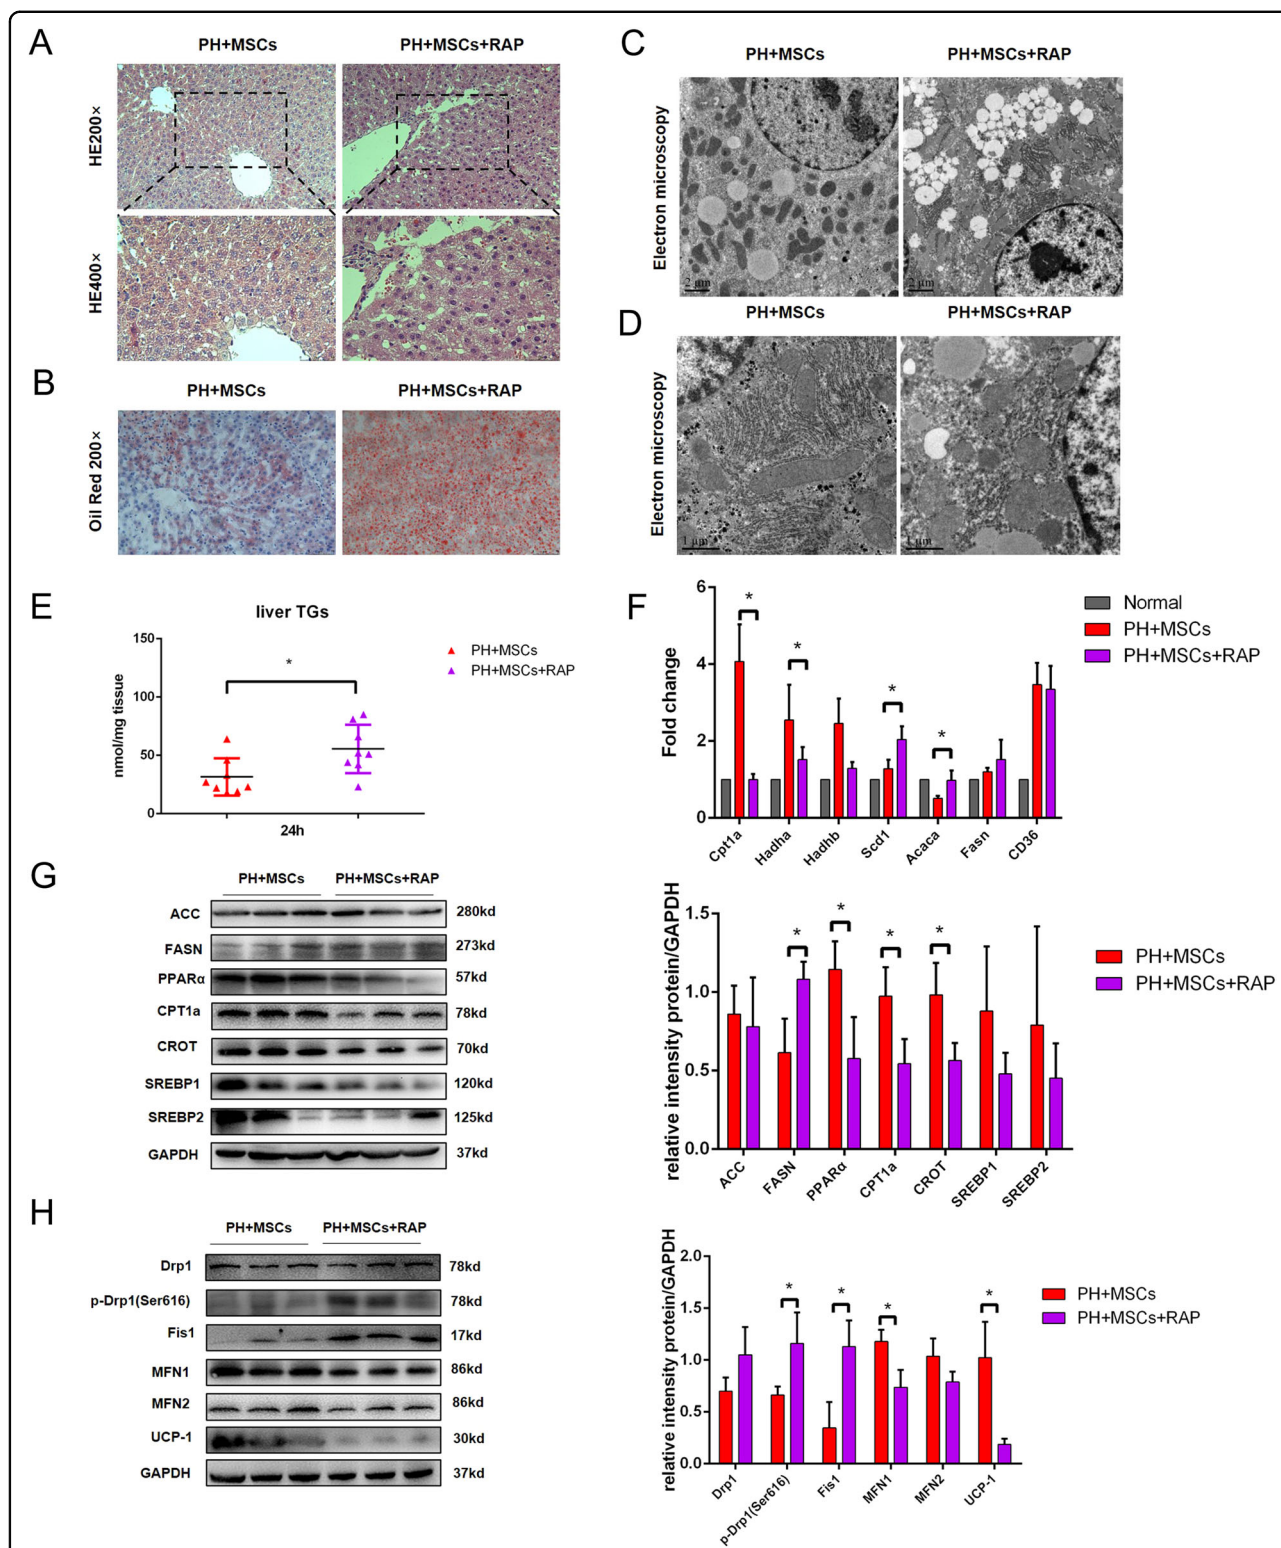 A
PH+MSCs
PH+MSCs+RAP
HE200×
HE400×
B
PH+MSCs
PH+MSCs+RAP
Oil Red 200×
C
PH+MSCs
PH+MSCs+RAP
Electron microscopy
2 μm
2 μm
D
PH+MSCs
PH+MSCs+RAP
Electron microscopy
1 μm
1 μm
E
liver TGs
nmol/mg tissue
150
100
50
0
*
24h
PH+MSCs
PH+MSCs+RAP
F
Fold change
6
4
2
0
*
*
*
*
Cpt1a
Hadha
Hadhb
Scd1
Acaca
Fasn
CD36
Normal
PH+MSCs
PH+MSCs+RAP
G
PH+MSCs
PH+MSCs+RAP
ACC 280kd
FASN 273kd
PPARα 57kd
CPT1a 78kd
CROT 70kd
SREBP1 120kd
SREBP2 125kd
GAPDH 37kd
relative intensity protein/GAPDH
1.5
1.0
0.5
0.0
*
*
*
*
ACC
FASN
PPARα
CPT1a
CROT
SREBP1
SREBP2
PH+MSCs
PH+MSCs+RAP
H
PH+MSCs
PH+MSCs+RAP
Drp1 78kd
p-Drp1(Ser616) 78kd
Fis1 17kd
MFN1 86kd
MFN2 86kd
UCP-1 30kd
GAPDH 37kd
relative intensity protein/GAPDH
2.0
1.5
1.0
0.5
0.0
*
*
*
*
Drp1
p-Drp1(Ser616)
Fis1
MFN1
MFN2
UCP-1
PH+MSCs
PH+MSCs+RAP